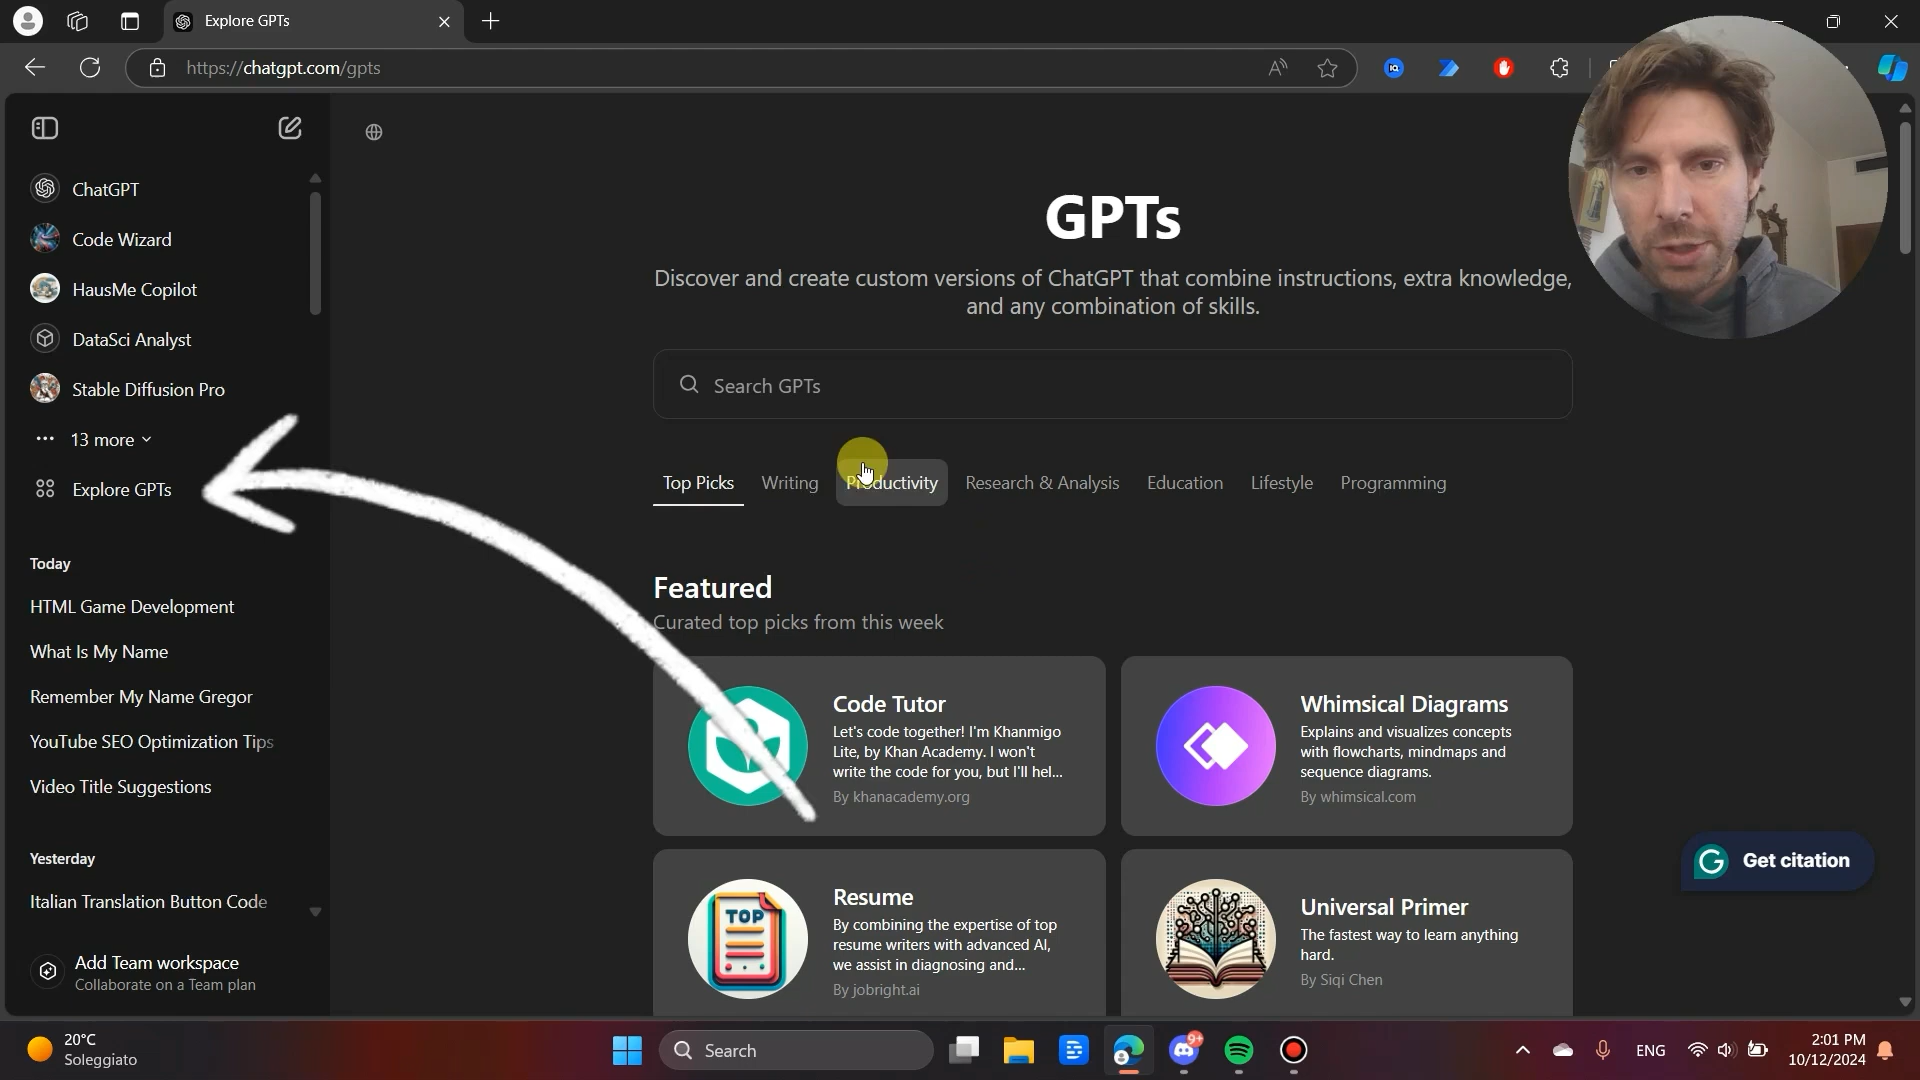 Explore GPTs
https://chatgpt.com/gpts
ChatGPT
Code Wizard
HausMe Copilot
DataSci Analyst
Stable Diffusion Pro
13 more
Explore GPTs
Today
HTML Game Development
What Is My Name
Remember My Name Gregor
YouTube SEO Optimization Tips
Video Title Suggestions
Yesterday
Italian Translation Button Code
Add Team workspace
Collaborate on a Team plan
GPTs
Discover and create custom versions of ChatGPT that combine instructions, extra knowledge,
and any combination of skills.
Search GPTs
Top Picks Writing Productivity Research & Analysis Education Lifestyle Programming
Featured
Curated top picks from this week
Code Tutor
Let's code together! I'm Khanmigo
Lite, by Khan Academy. I won't
write the code for you, but I'll hel...
By khanacademy.org
Whimsical Diagrams
Explains and visualizes concepts
with flowcharts, mindmaps and
sequence diagrams.
By whimsical.com
TOP
Resume
By combining the expertise of top
resume writers with advanced AI,
we assist in diagnosing and...
By jobright.ai
Universal Primer
The fastest way to learn anything
hard.
By Siqi Chen
Get citation
20°C
Soleggiato
Search
9+
ENG
2:01 PM
10/12/2024